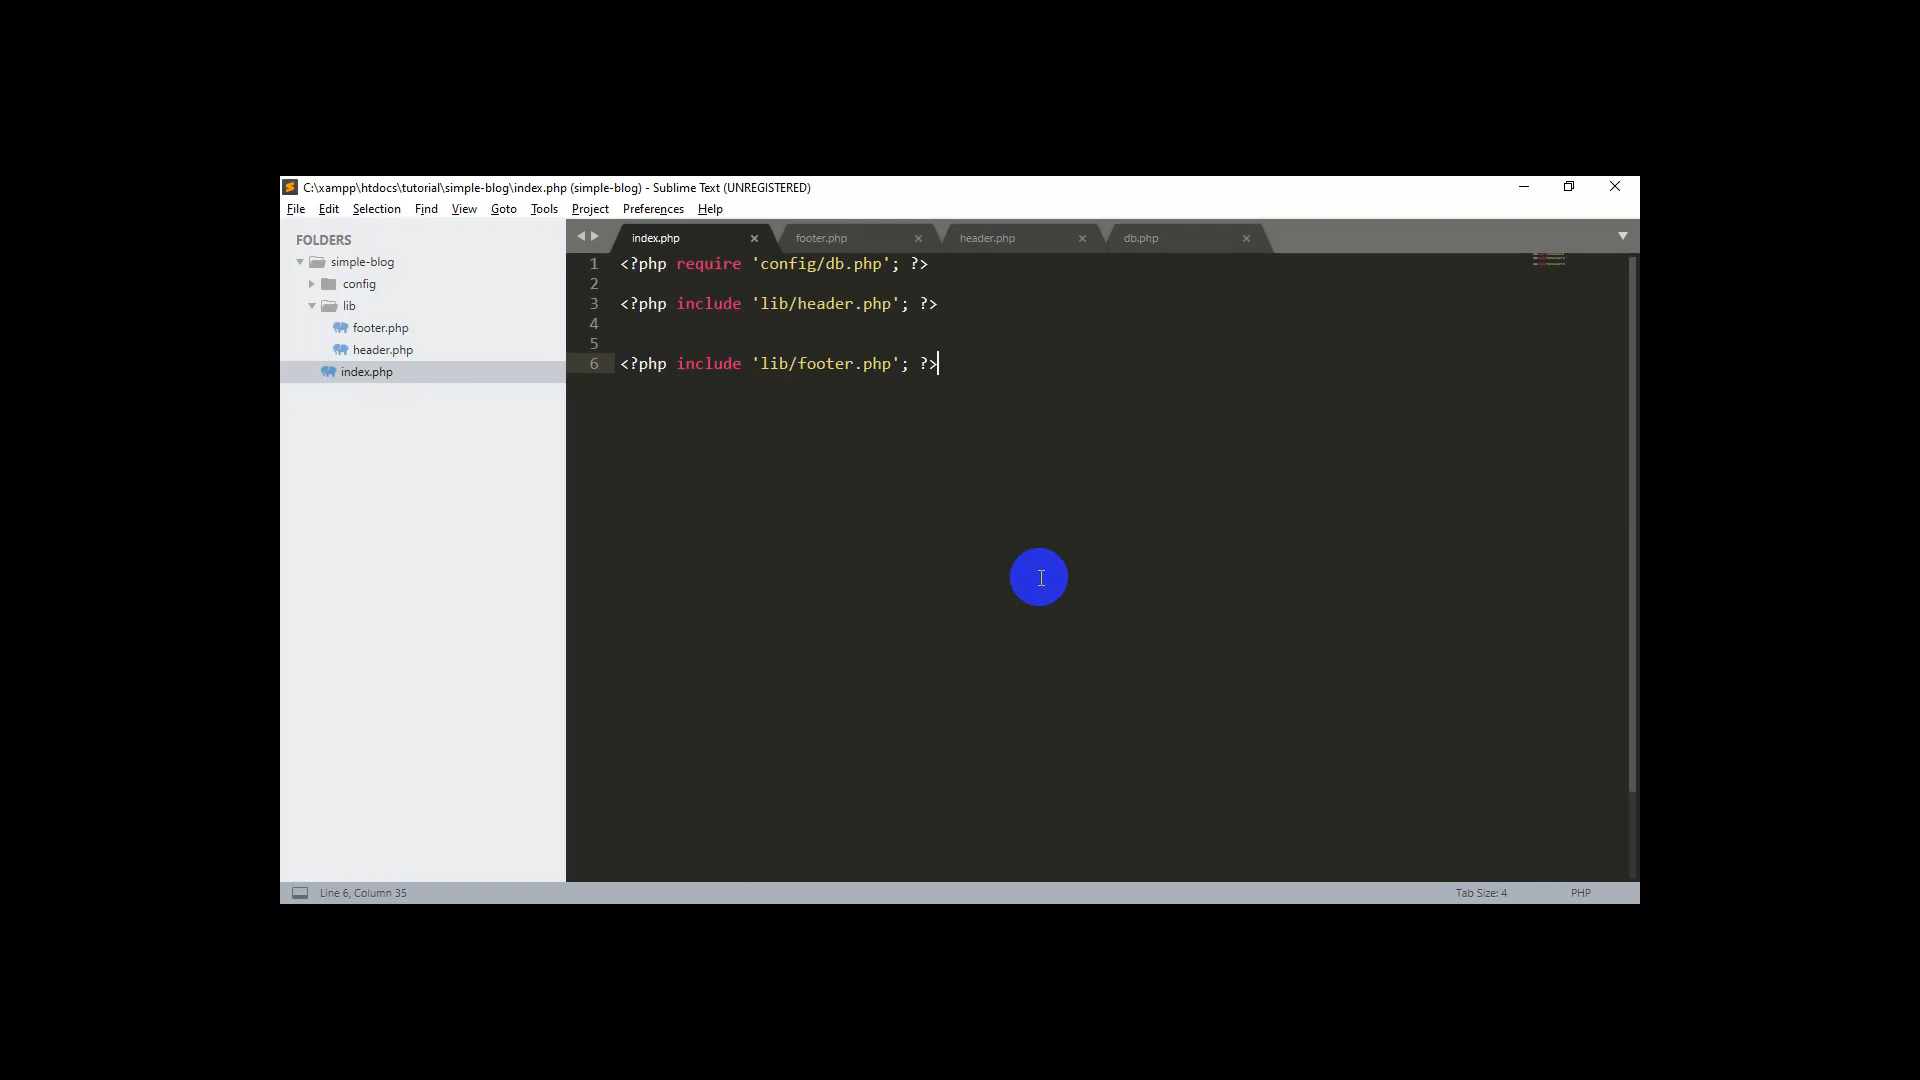 C:\xampp\htdocs\tutorial\simple-blog\index.php (simple-blog) - Sublime Text (UNREGISTERED)
File Edit Selection Find View Goto Tools Project Preferences Help
FOLDERS
simple-blog
config
lib
footer.php
header.php
index.php
index.php × footer.php × header.php × db.php ×
1 <?php require 'config/db.php'; ?>
2
3 <?php include 'lib/header.php'; ?>
4
5
6 <?php include 'lib/footer.php'; ?>
Line 6, Column 35 Tab Size: 4 PHP